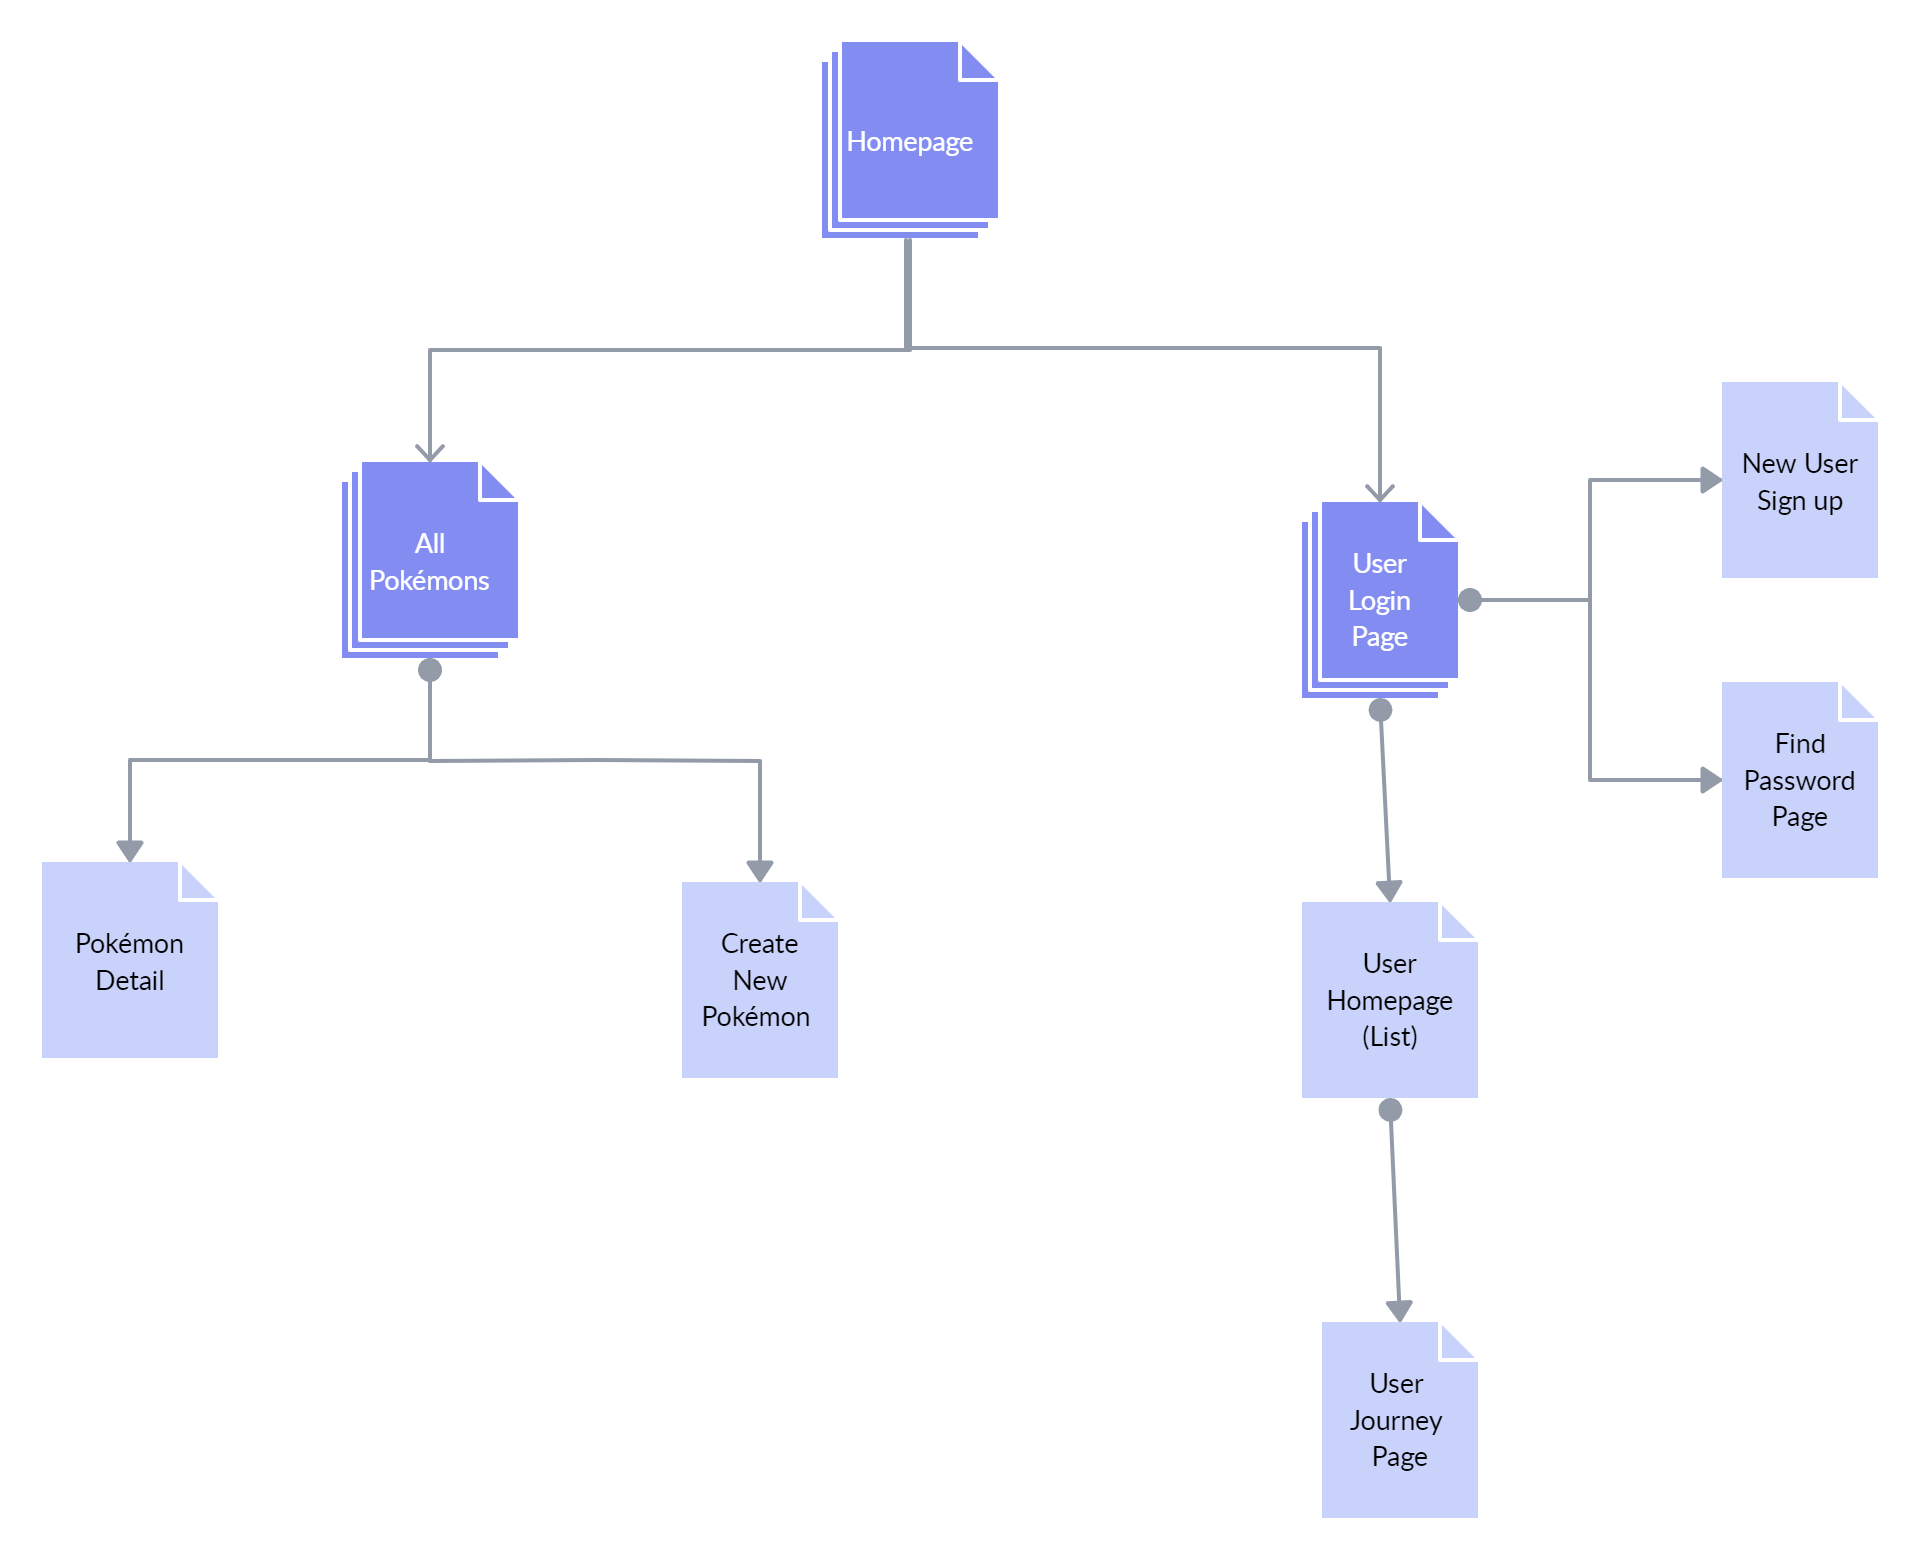 Homepage
All
Pokémons
User
Login
Page
New User
Sign up
Find
Password
Page
Pokémon
Detail
Create
New
Pokémon
User
Homepage
(List)
User
Journey
Page